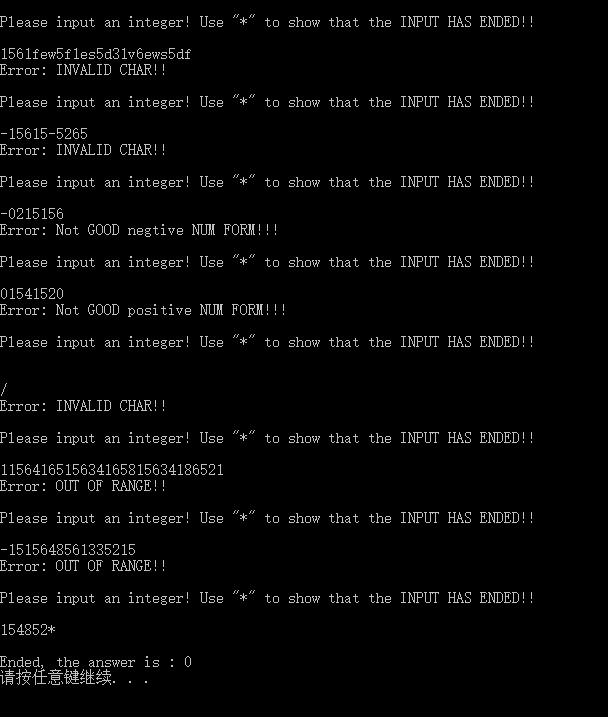 Please input an integer! Use "*" to show that the INPUT HAS ENDED!!
1561few5f1es5d31v6ews5df
Error: INVALID CHAR!!
Please input an integer! Use "*" to show that the INPUT HAS ENDED!!
-15615-5265
Error: INVALID CHAR!!
Please input an integer! Use "*" to show that the INPUT HAS ENDED!!
-0215156
Error: Not GOOD negtive NUM FORM!!!
Please input an integer! Use "*" to show that the INPUT HAS ENDED!!
01541520
Error: Not GOOD positive NUM FORM!!!
Please input an integer! Use "*" to show that the INPUT HAS ENDED!!
/
Error: INVALID CHAR!!
Please input an integer! Use "*" to show that the INPUT HAS ENDED!!
1156416515634165815634186521
Error: OUT OF RANGE!!
Please input an integer! Use "*" to show that the INPUT HAS ENDED!!
-1515648561335215
Error: OUT OF RANGE!!
Please input an integer! Use "*" to show that the INPUT HAS ENDED!!
154852*
Ended, the answer is : 0
请按任意键继续. . .